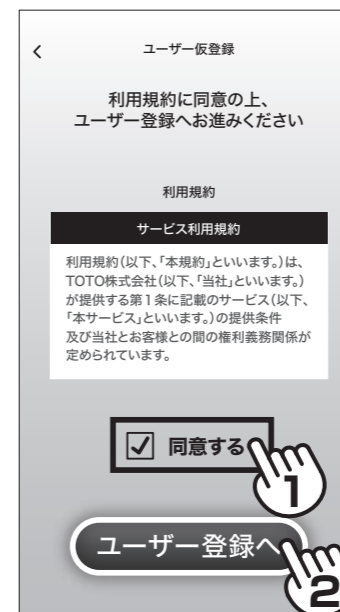 ユーザー仮登録
利用規約に同意の上、
ユーザー登録へお進みください
利用規約
サービス利用規約
利用規約（以下、「本規約」といいます。）は、
TOTO株式会社（以下、「当社」といいます。）
が提供する第1条に記載のサービス（以下、
「本サービス」といいます。）の提供条件
及び当社とお客様との間の権利義務関係が
定められています。
同意する
1
ユーザー登録へ
2